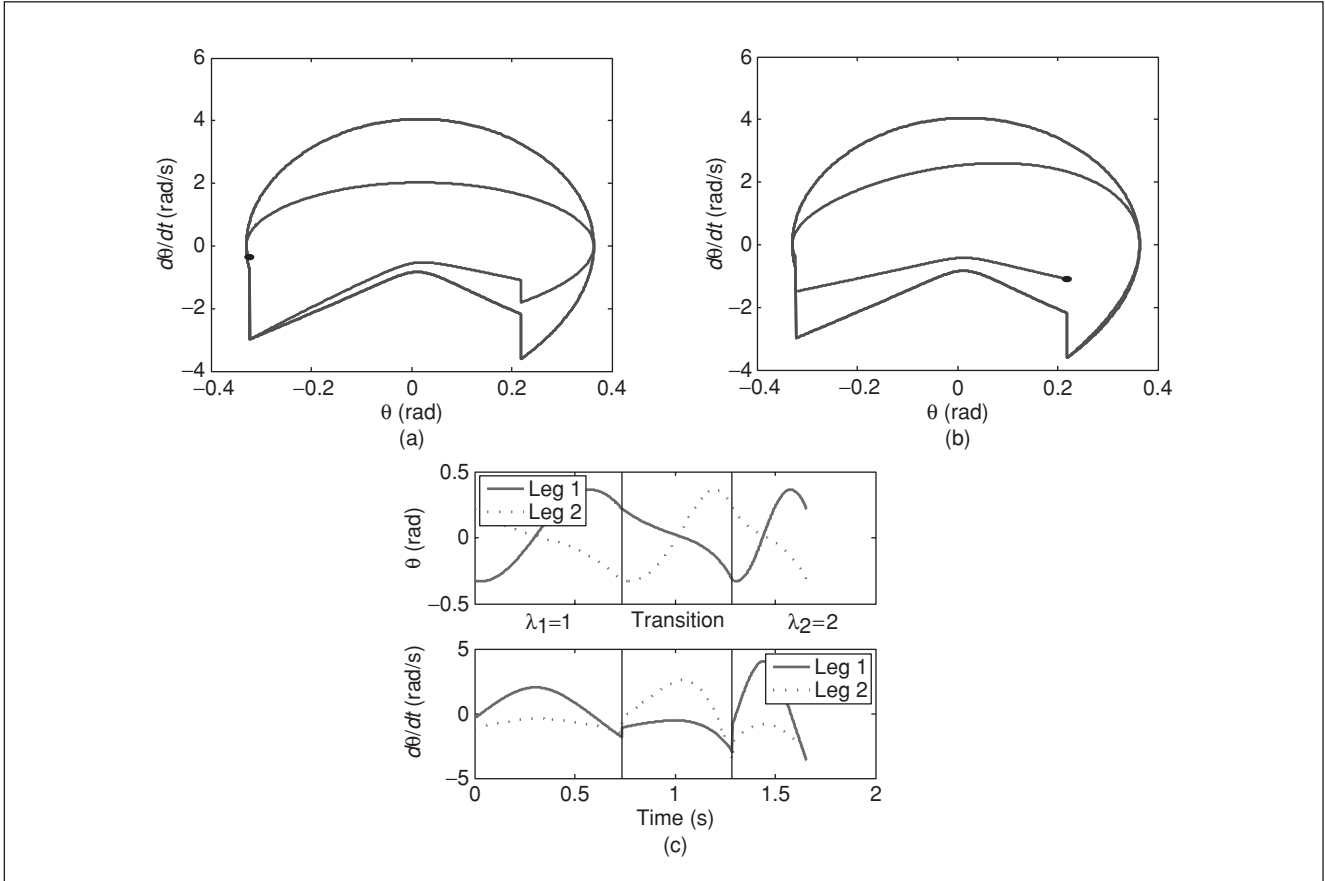 6
4
2
0
−2
−4
dθ/dt (rad/s)
−0.4 −0.2 0 0.2 0.4
θ (rad)
(a)
6
4
2
0
−2
−4
dθ/dt (rad/s)
−0.4 −0.2 0 0.2 0.4
θ (rad)
(b)
0.5
0
−0.5
θ (rad)
Leg 1
Leg 2
λ1=1 Transition λ2=2
5
0
−5
dθ/dt (rad/s)
Leg 1
Leg 2
0 0.5 1 1.5 2
Time (s)
(c)